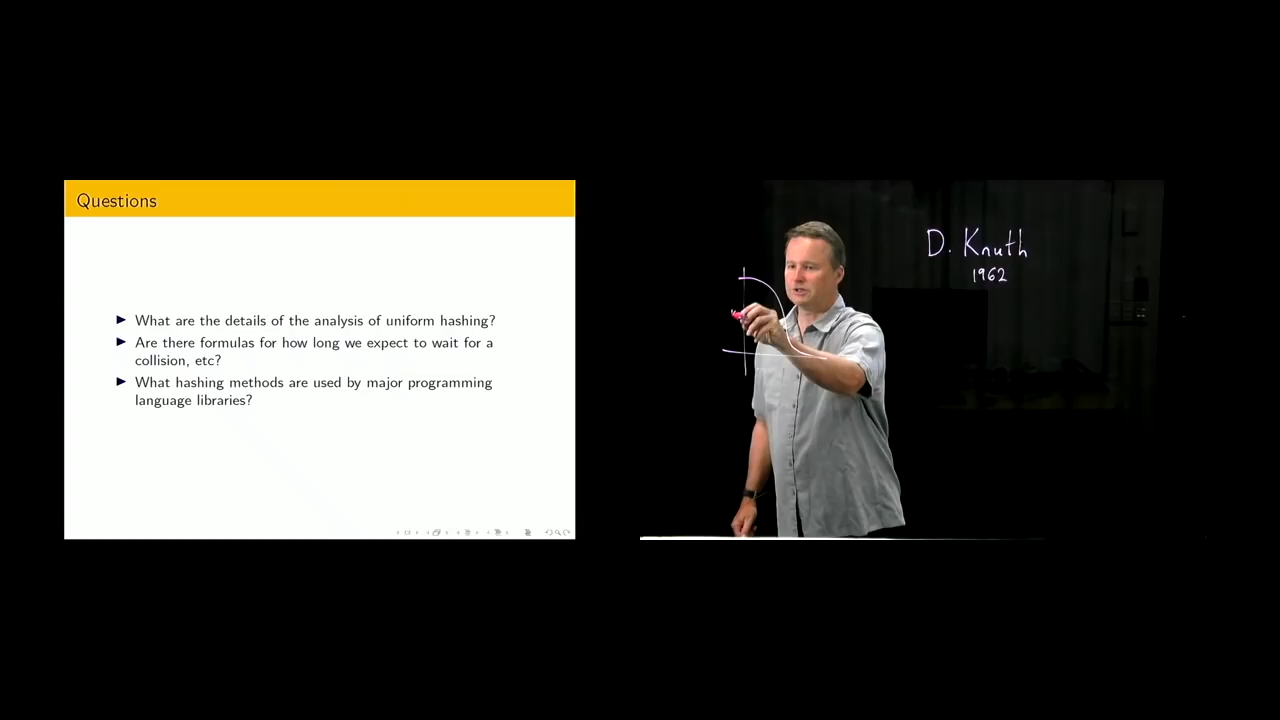 Questions
What are the details of the analysis of uniform hashing?
Are there formulas for how long we expect to wait for a
collision, etc?
What hashing methods are used by major programming
language libraries?
D. Knuth
1962